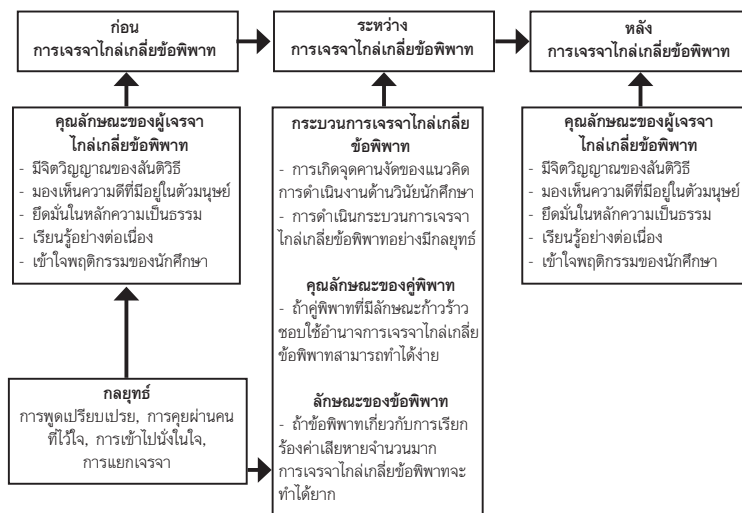 ก่อน
การเจรจาไกล่เกลี่ยข้อพิพาท
ระหว่าง
การเจรจาไกล่เกลี่ยข้อพิพาท
หลัง
การเจรจาไกล่เกลี่ยข้อพิพาท
คุณลักษณะของผู้เจรจา
ไกล่เกลี่ยข้อพิพาท
- มีจิตวิญญาณของสันติวิธี
- มองเห็นความดีที่มีอยู่ในตัวมนุษย์
- ยึดมั่นในหลักความเป็นธรรม
- เรียนรู้อย่างต่อเนื่อง
- เข้าใจพฤติกรรมของนักศึกษา
กลยุทธ์
การพูดเปรียบเปรย, การคุยผ่านคน
ที่ไว้ใจ, การเข้าไปนั่งในใจ,
การแยกเจรจา
กระบวนการเจรจาไกล่เกลี่ย
ข้อพิพาท
- การเกิดจุดคานงัดของแนวคิด
การดำเนินงานด้านวินัยนักศึกษา
- การดำเนินกระบวนการเจรจา
ไกล่เกลี่ยข้อพิพาทอย่างมีกลยุทธ์
คุณลักษณะของคู่พิพาท
- ถ้าคู่พิพาทที่มีลักษณะก้าวร้าว
ชอบใช้อำนาจการเจรจาไกล่เกลี่ย
ข้อพิพาทสามารถทำได้ง่าย
ลักษณะของข้อพิพาท
- ถ้าข้อพิพาทเกี่ยวกับการเรียก
ร้องค่าเสียหายจำนวนมาก
การเจรจาไกล่เกลี่ยข้อพิพาทจะ
ทำได้ยาก
คุณลักษณะของผู้เจรจา
ไกล่เกลี่ยข้อพิพาท
- มีจิตวิญญาณของสันติวิธี
- มองเห็นความดีที่มีอยู่ในตัวมนุษย์
- ยึดมั่นในหลักความเป็นธรรม
- เรียนรู้อย่างต่อเนื่อง
- เข้าใจพฤติกรรมของนักศึกษา